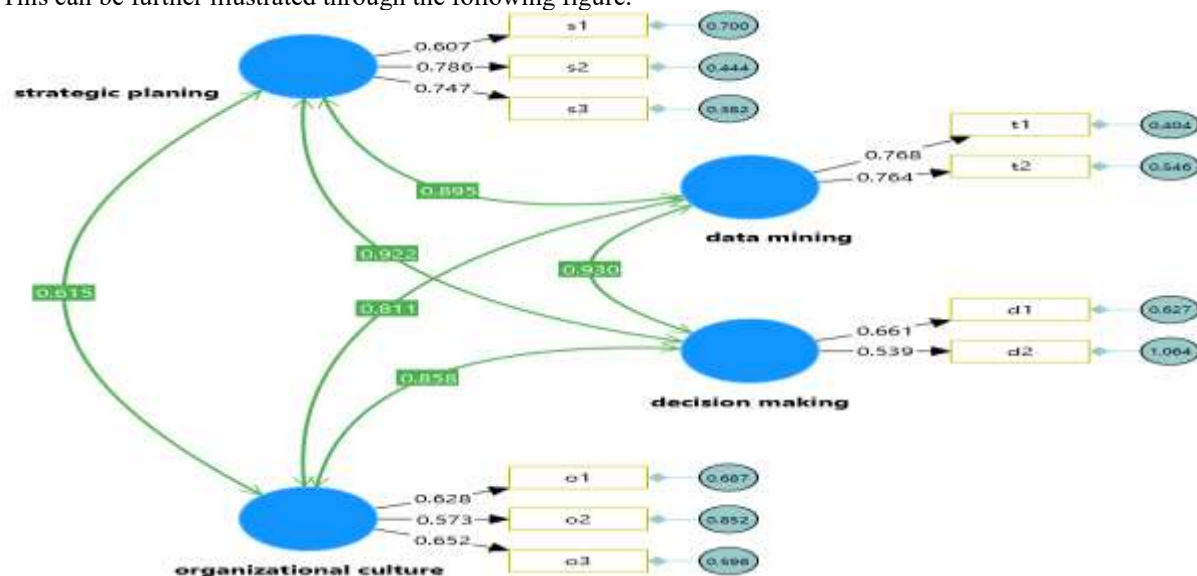 This can be further illustrated through the following figure.
s1
0.700
0.607
s2
0.444
0.786
strategic planing
0.747
s3
0.382
t1
0.404
0.768
t2
0.546
0.764
0.895
data mining
0.922
0.930
0.615
0.811
d1
0.627
0.661
d2
1.064
0.539
0.858
decision making
o1
0.628
o2
0.852
0.573
0.652
o3
organizational culture